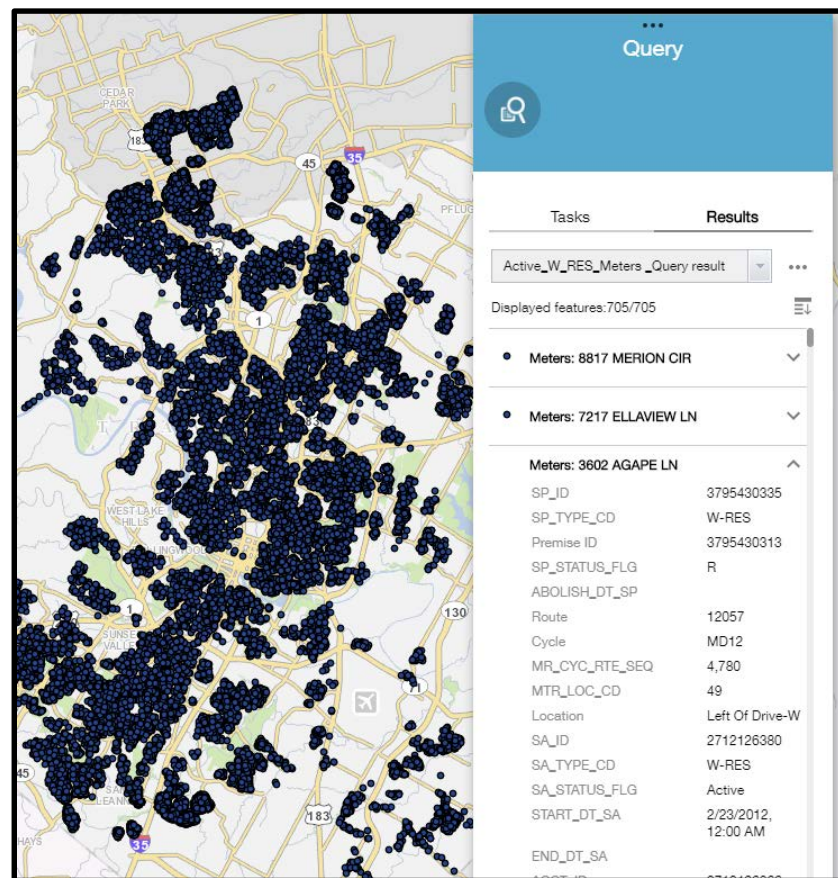 CEDAR
PARK
183
45
35
PFLUG
1
WEST LAKE
HILLS
130
1
SUNSET
VALLEY
71
45
SAN
LEANNA
183
HAYS
35
Query
Tasks Results
Active_W_RES_Meters _Query result
Displayed features:705/705
Meters: 8817 MERION CIR
Meters: 7217 ELLAVIEW LN
Meters: 3602 AGAPE LN
SP_ID 3795430335
SP_TYPE_CD W-RES
Premise ID 3795430313
SP_STATUS_FLG R
ABOLISH_DT_SP
Route 12057
Cycle MD12
MR_CYC_RTE_SEQ 4,780
MTR_LOC_CD 49
Location Left Of Drive-W
SA_ID 2712126380
SA_TYPE_CD W-RES
SA_STATUS_FLG Active
START_DT_SA 2/23/2012,
12:00 AM
END_DT_SA